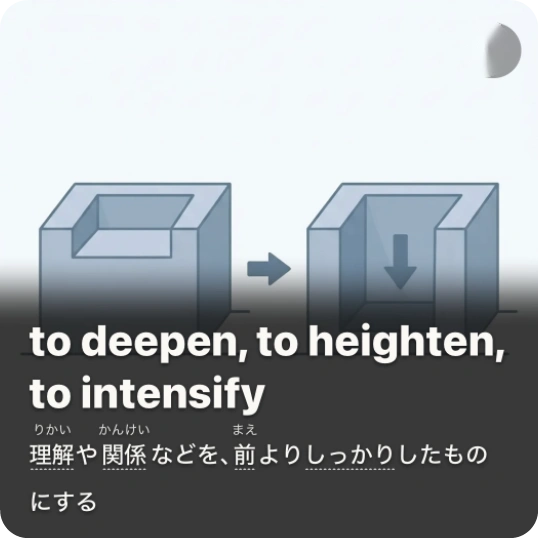 to deepen, to heighten,
to intensify
りかい かんけい まえ
理解や関係などを、前よりしっかりしたもの
にする